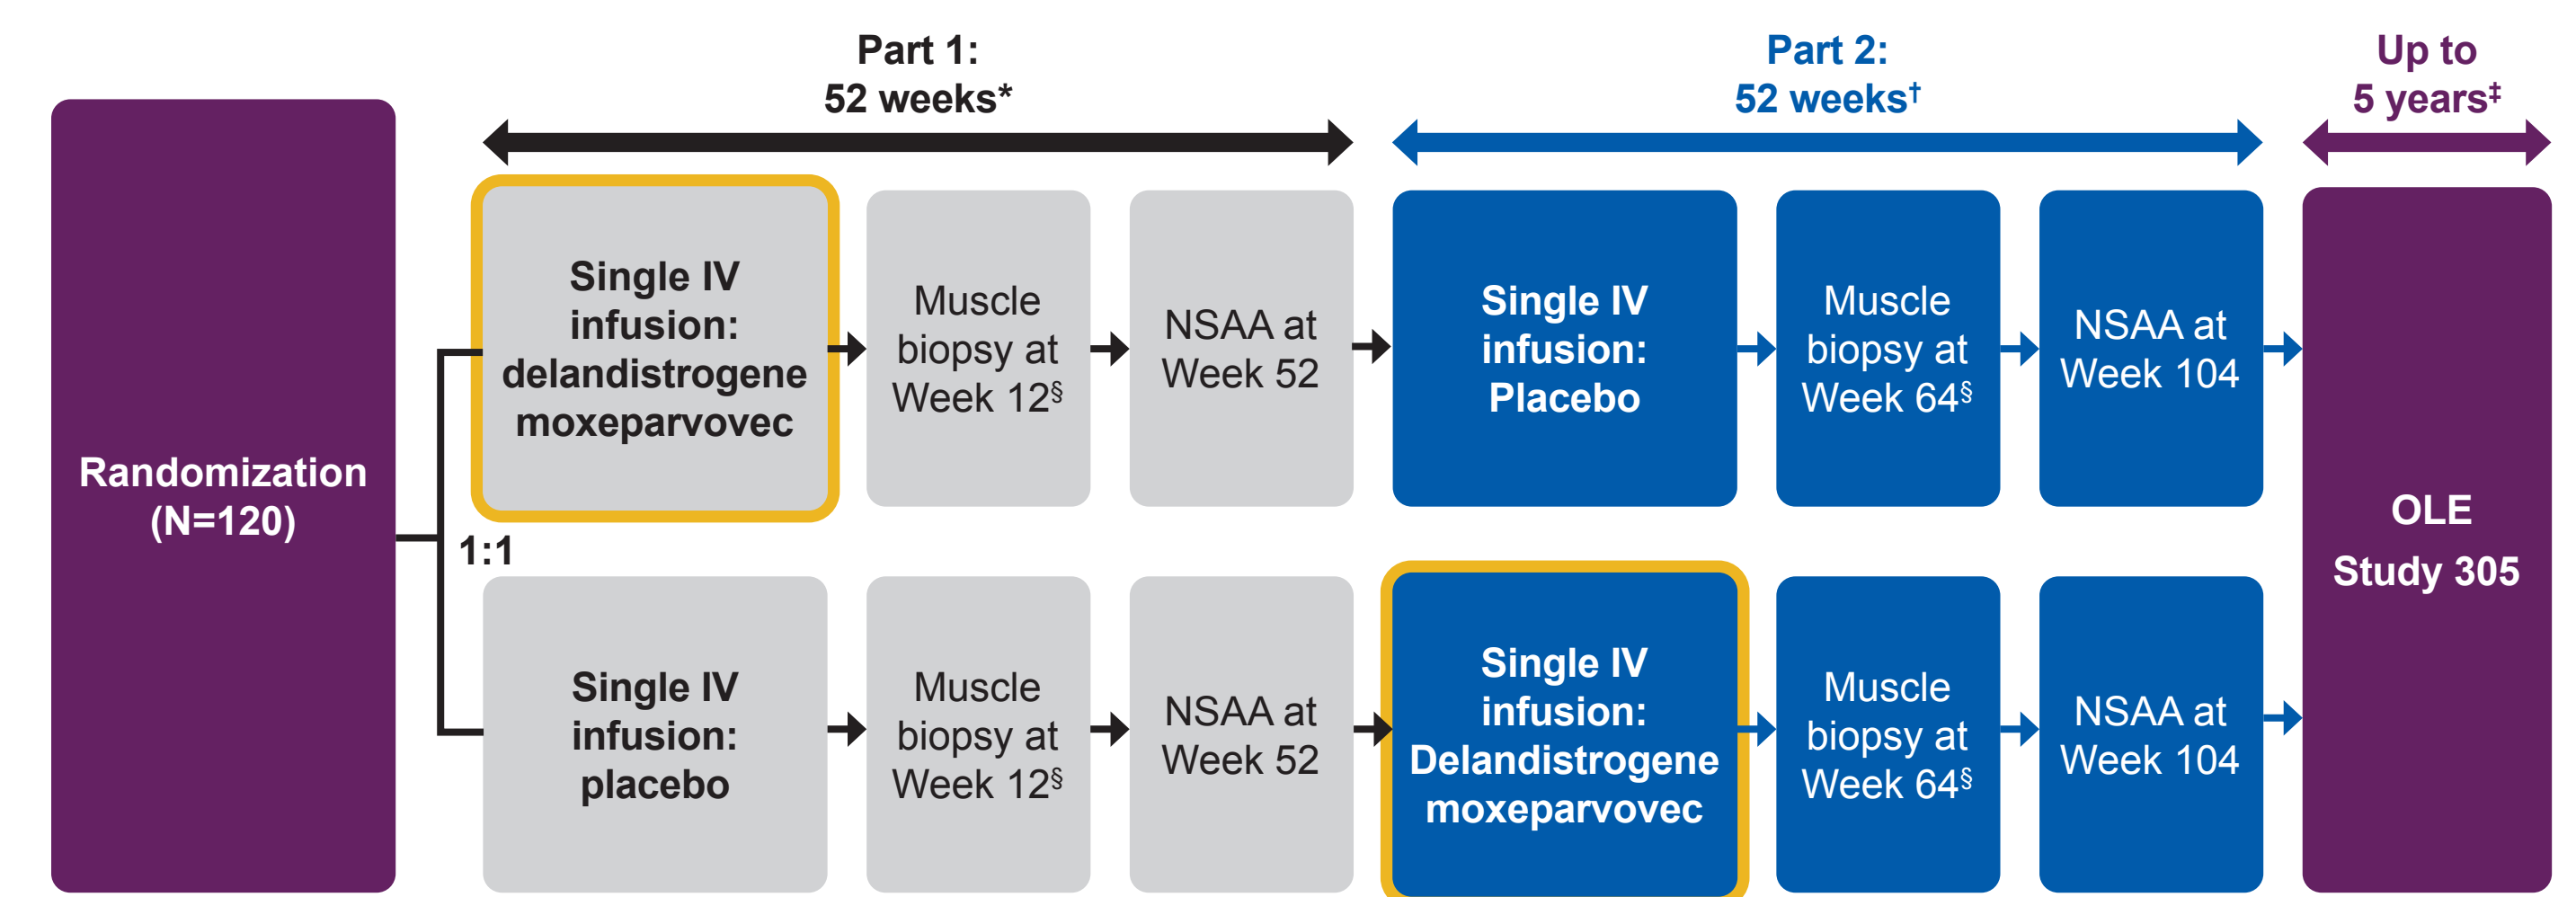 Part 1:
52 weeks*
Part 2:
52 weeks†
Up to
5 years‡
Randomization
(N=120)
1:1
Single IV
infusion:
delandistrogene
moxeparvovec
Muscle
biopsy at
Week 12§
NSAA at
Week 52
Single IV
infusion:
Placebo
Muscle
biopsy at
Week 64§
NSAA at
Week 104
Single IV
infusion:
placebo
Muscle
biopsy at
Week 12§
NSAA at
Week 52
Single IV
infusion:
Delandistrogene
moxeparvovec
Muscle
biopsy at
Week 64§
NSAA at
Week 104
OLE
Study 305